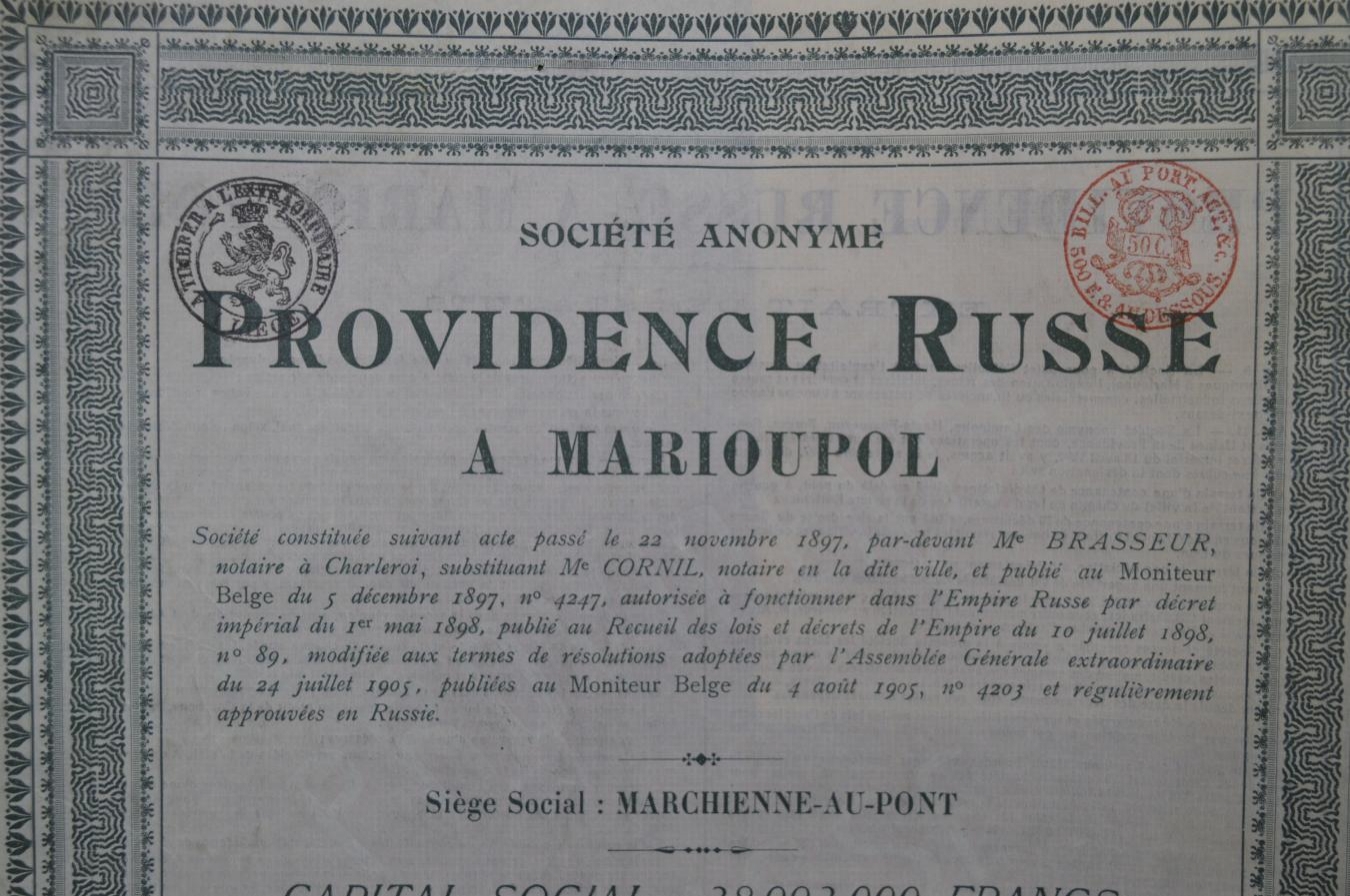 A TIMBRER A L'EXTRAORDINAIRE
LIÉGE
BILL. AU PORT. ACT. & c.
50 C.
500 F. & AU DESSOUS.
SOCIÉTÉ ANONYME
PROVIDENCE RUSSE
A MARIOUPOL
Société constituée suivant acte passé le 22 novembre 1897, par-devant Me BRASSEUR,
notaire à Charleroi, substituant Me CORNIL, notaire en la dite ville, et publié au Moniteur
Belge du 5 décembre 1897, no 4247, autorisée à fonctionner dans l'Empire Russe par décret
impérial du 1er mai 1898, publié au Recueil des lois et décrets de l'Empire du 10 juillet 1898,
no 89, modifiée aux termes de résolutions adoptées par l'Assemblée Générale extraordinaire
du 24 juillet 1905, publiées au Moniteur Belge du 4 août 1905, no 4203 et régulièrement
approuvées en Russie.
Siège Social : MARCHIENNE-AU-PONT
CAPITAL SOCIAL FRANCS